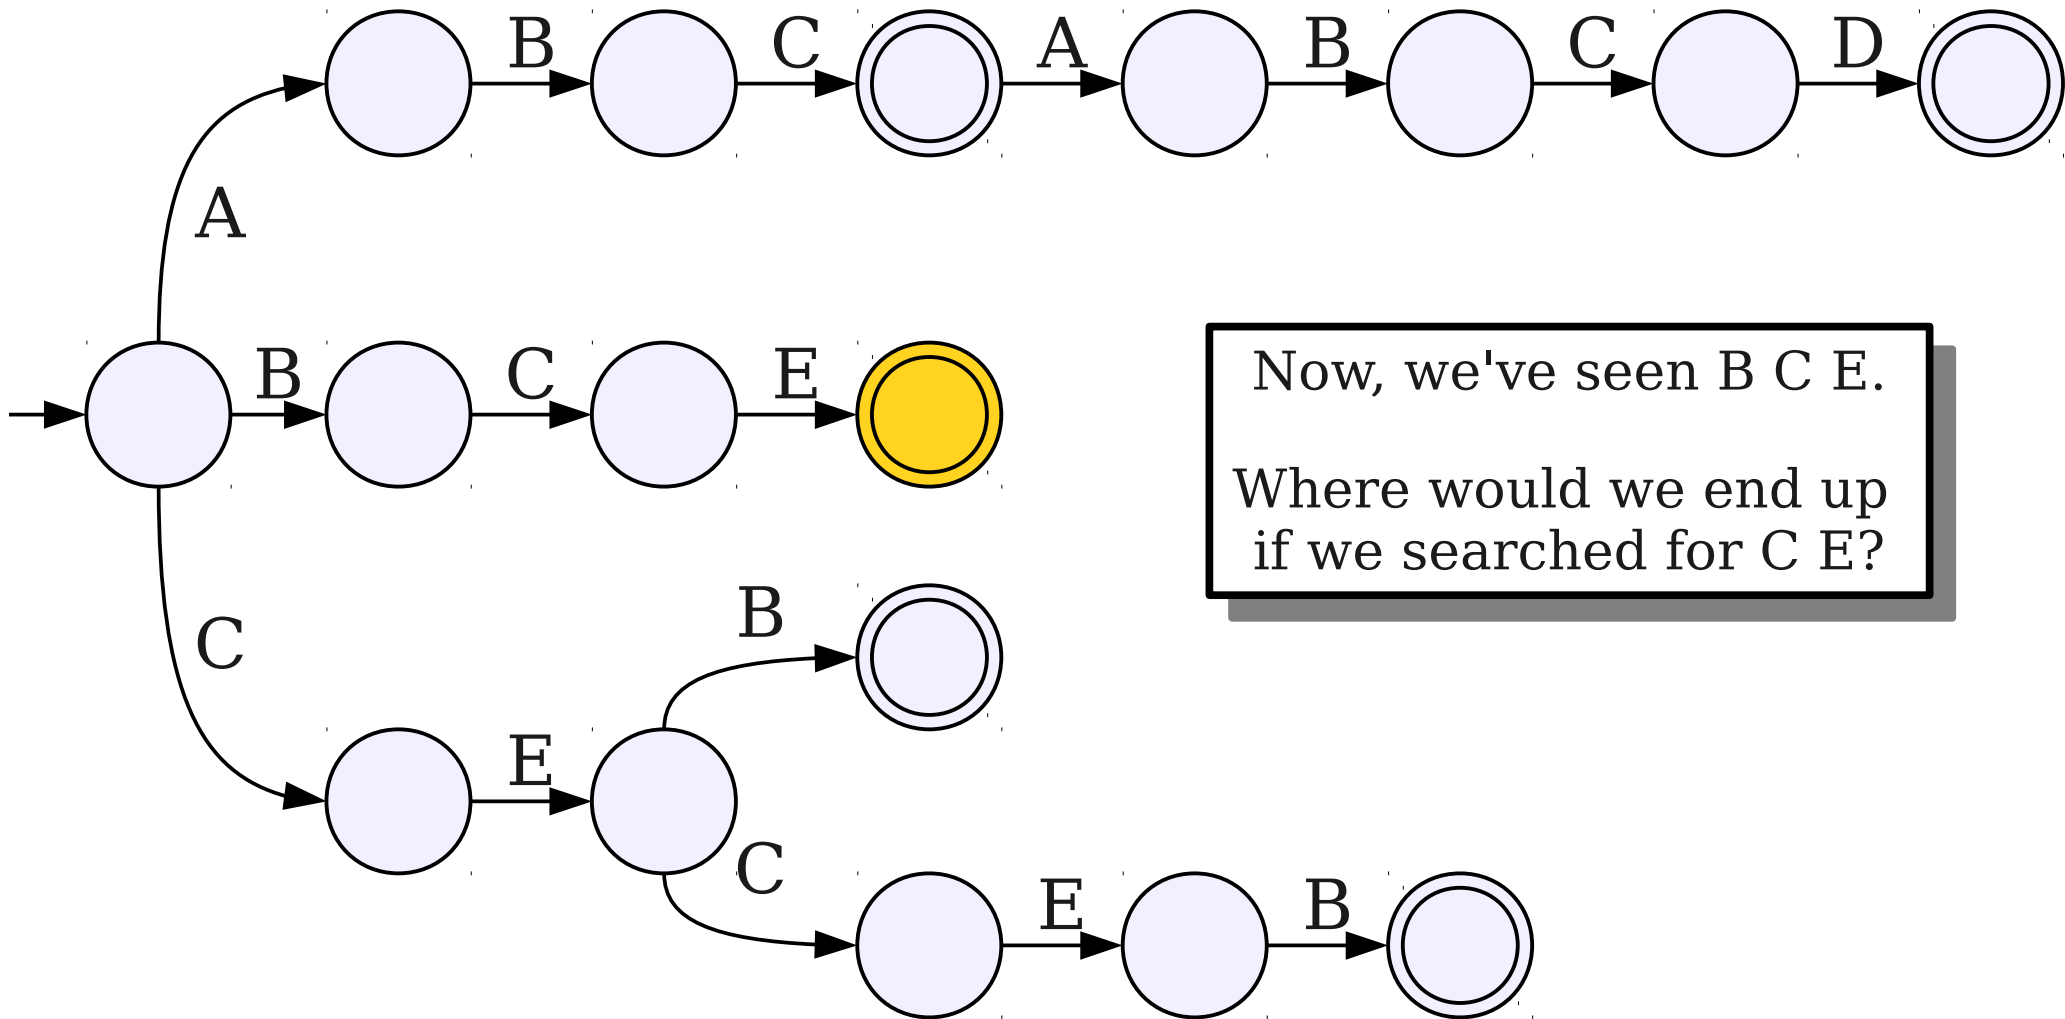 B C A B C D
A
B C E
Now, we've seen B C E.
Where would we end up
if we searched for C E?
B
C
E
C
E B